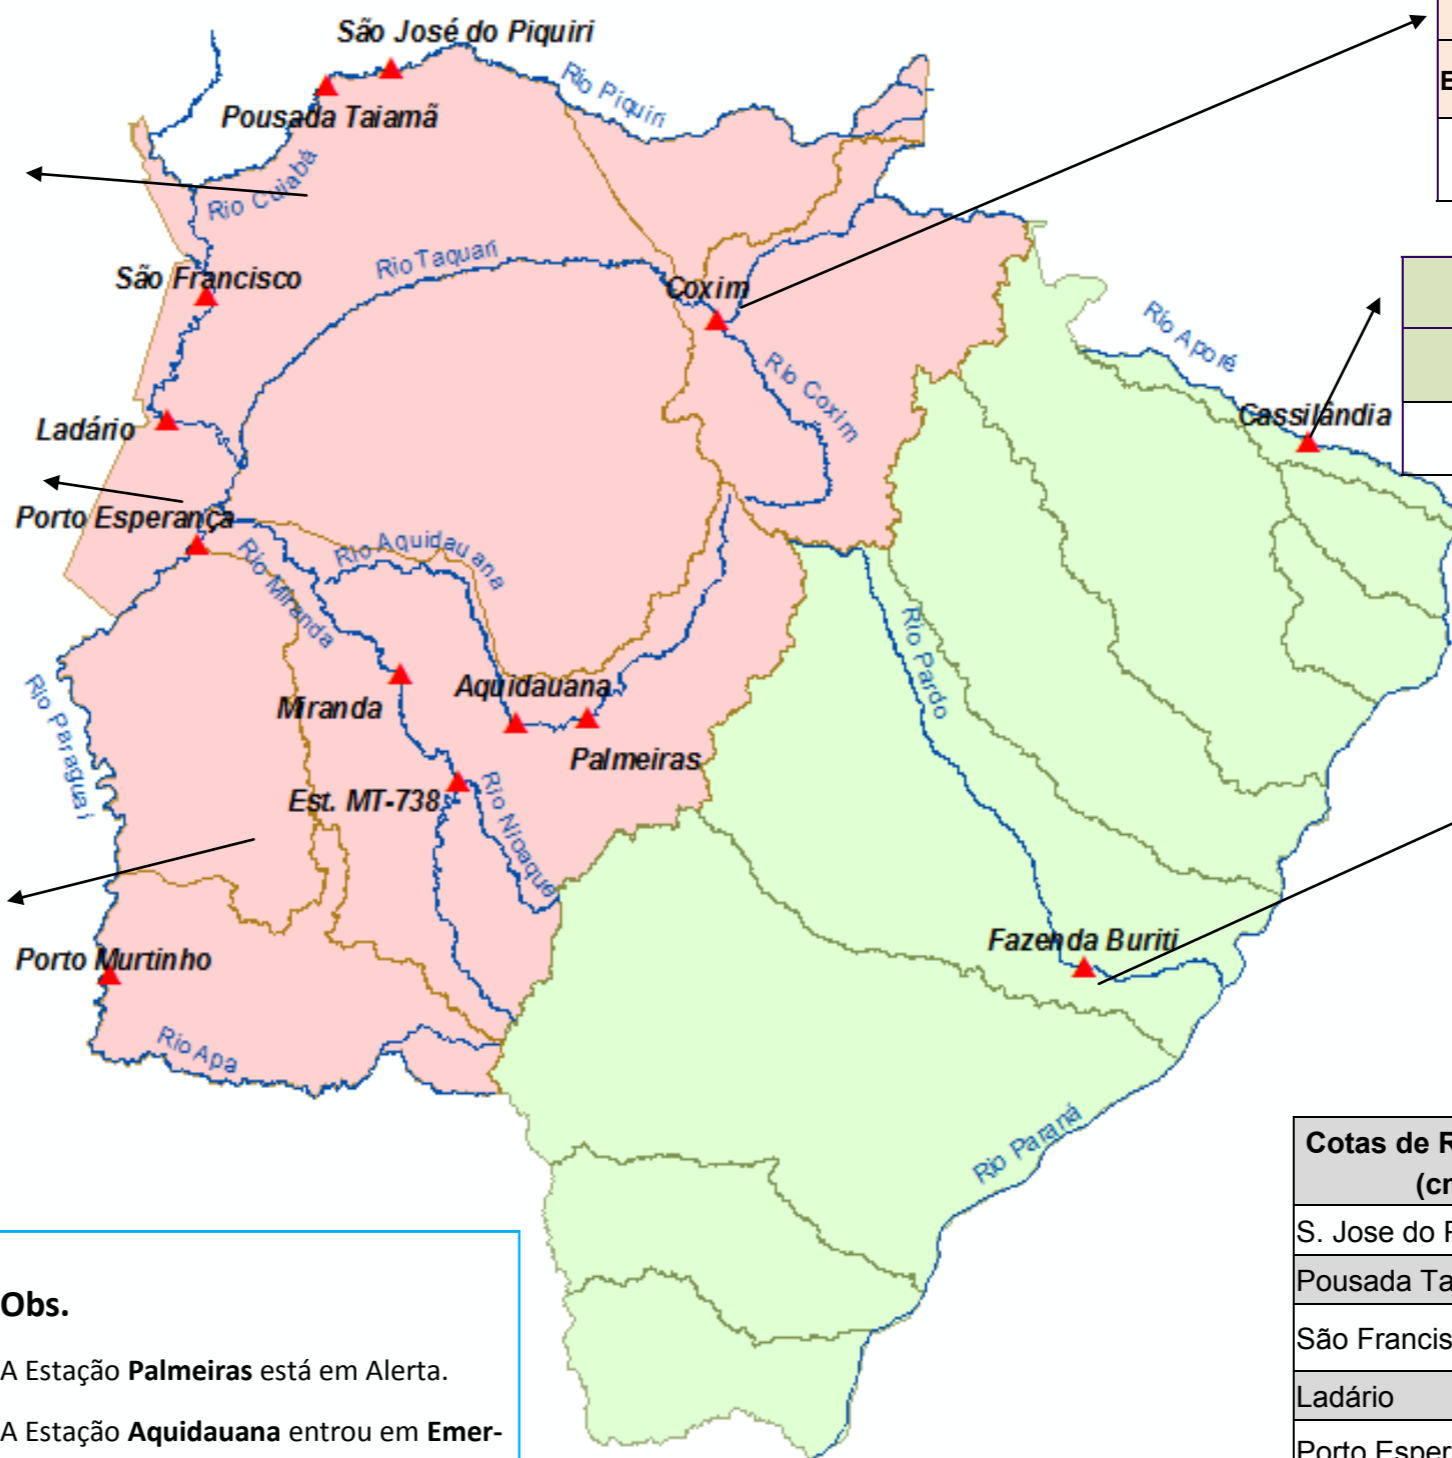 São José do Piquiri
Rio Piquiri
Pousada Taiamã
Rio Cuiabá
Rio Taquari
São Francisco
Coxim
Rio Aporé
Rio Coxim
Cassilândia
Ladário
Porto Esperança
Rio Aquidauana
Rio Miranda
Rio Pardo
Rio Paraguai
Aquidauana
Miranda
Palmeiras
Est. MT-738
Rio Nioaque
Fazenda Buriti
Porto Murtinho
Rio Apa
Rio Paraná
E
Cotas de R
(cr
S. Jose do P
Pousada Ta
São Francis
Ladário
Porto Esper
Obs.
A Estação Palmeiras está em Alerta.
A Estação Aquidauana entrou em Emer-